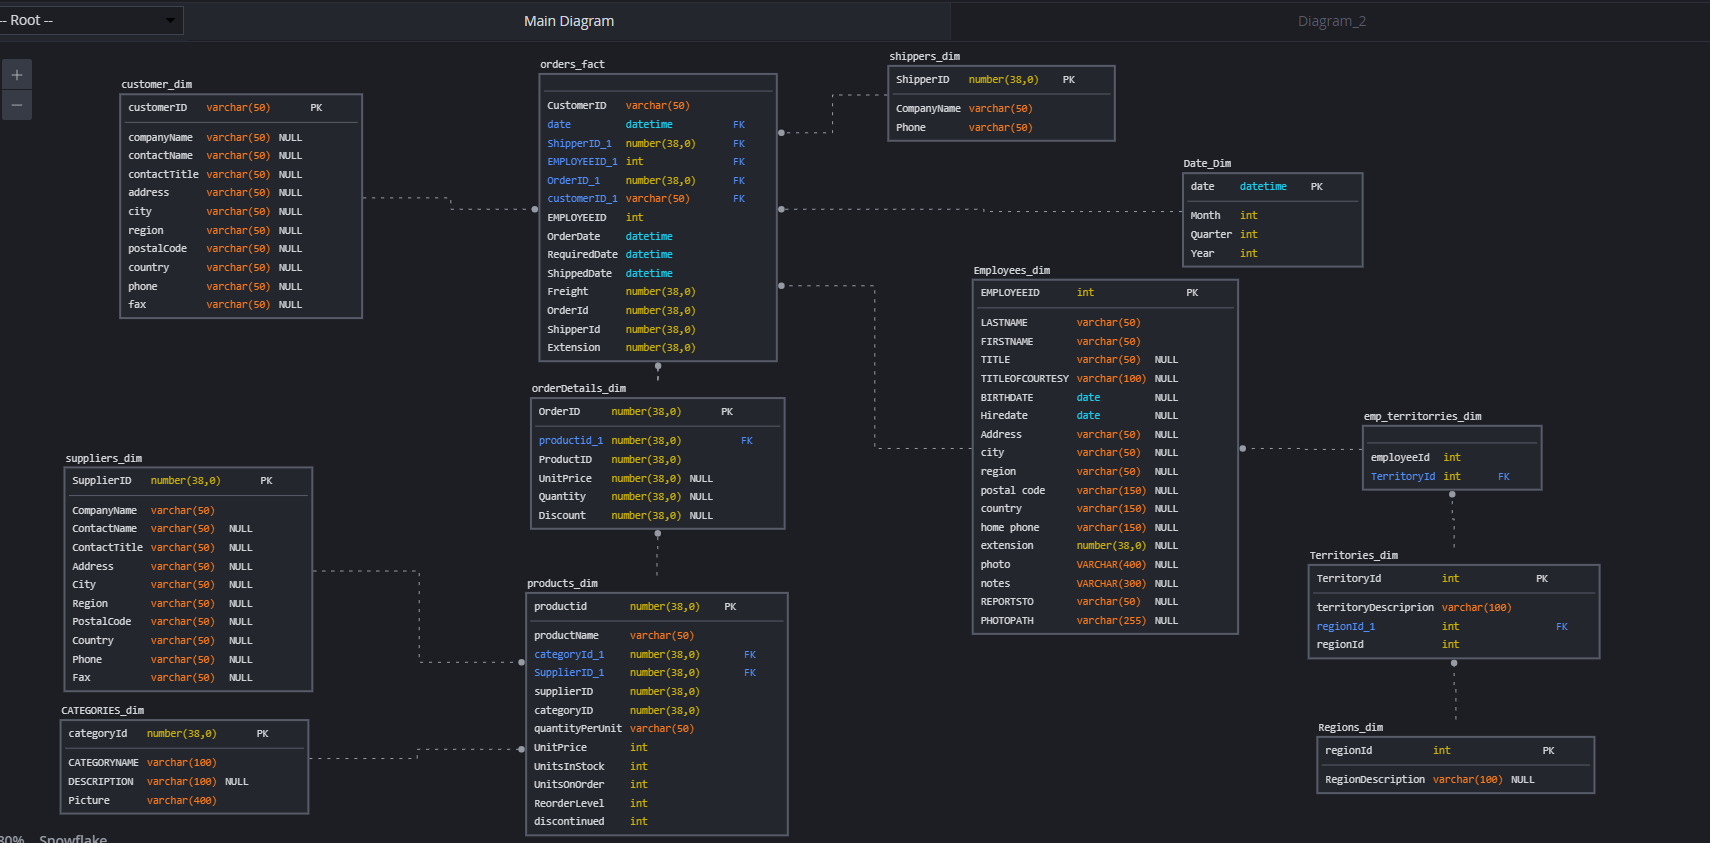 -- Root --
Main Diagram
Diagram_2
+
−
customer_dim
customerID varchar(50) PK
companyName varchar(50) NULL
contactName varchar(50) NULL
contactTitle varchar(50) NULL
address varchar(50) NULL
city varchar(50) NULL
region varchar(50) NULL
postalCode varchar(50) NULL
country varchar(50) NULL
phone varchar(50) NULL
fax varchar(50) NULL
orders_fact
CustomerID varchar(50)
date datetime FK
ShipperID_1 number(38,0) FK
EMPLOYEEID_1 int FK
OrderID_1 number(38,0) FK
customerID_1 varchar(50) FK
EMPLOYEEID int
OrderDate datetime
RequiredDate datetime
ShippedDate datetime
Freight number(38,0)
OrderId number(38,0)
ShipperId number(38,0)
Extension number(38,0)
shippers_dim
ShipperID number(38,0) PK
CompanyName varchar(50)
Phone varchar(50)
Date_Dim
date datetime PK
Month int
Quarter int
Year int
Employees_dim
EMPLOYEEID int PK
LASTNAME varchar(50)
FIRSTNAME varchar(50)
TITLE varchar(50) NULL
TITLEOFCOURTESY varchar(100) NULL
BIRTHDATE date NULL
Hiredate date NULL
Address varchar(50) NULL
city varchar(50) NULL
region varchar(50) NULL
postal code varchar(150) NULL
country varchar(150) NULL
home phone varchar(150) NULL
extension number(38,0) NULL
photo VARCHAR(400) NULL
notes VARCHAR(300) NULL
REPORTSTO varchar(50) NULL
PHOTOPATH varchar(255) NULL
orderDetails_dim
OrderID number(38,0) PK
productid_1 number(38,0) FK
ProductID number(38,0)
UnitPrice number(38,0) NULL
Quantity number(38,0) NULL
Discount number(38,0) NULL
emp_territorries_dim
employeeId int
TerritoryId int FK
suppliers_dim
SupplierID number(38,0) PK
CompanyName varchar(50)
ContactName varchar(50) NULL
ContactTitle varchar(50) NULL
Address varchar(50) NULL
City varchar(50) NULL
Region varchar(50) NULL
PostalCode varchar(50) NULL
Country varchar(50) NULL
Phone varchar(50) NULL
Fax varchar(50) NULL
products_dim
productid number(38,0) PK
productName varchar(50)
categoryId_1 number(38,0) FK
SupplierID_1 number(38,0) FK
supplierID number(38,0)
categoryID number(38,0)
quantityPerUnit varchar(50)
UnitPrice int
UnitsInStock int
UnitsOnOrder int
ReorderLevel int
discontinued int
Territories_dim
TerritoryId int PK
territoryDescriprion varchar(100)
regionId_1 int FK
regionId int
CATEGORIES_dim
categoryId number(38,0) PK
CATEGORYNAME varchar(100)
DESCRIPTION varchar(100) NULL
Picture varchar(400)
Regions_dim
regionId int PK
RegionDescription varchar(100) NULL
Snowflake